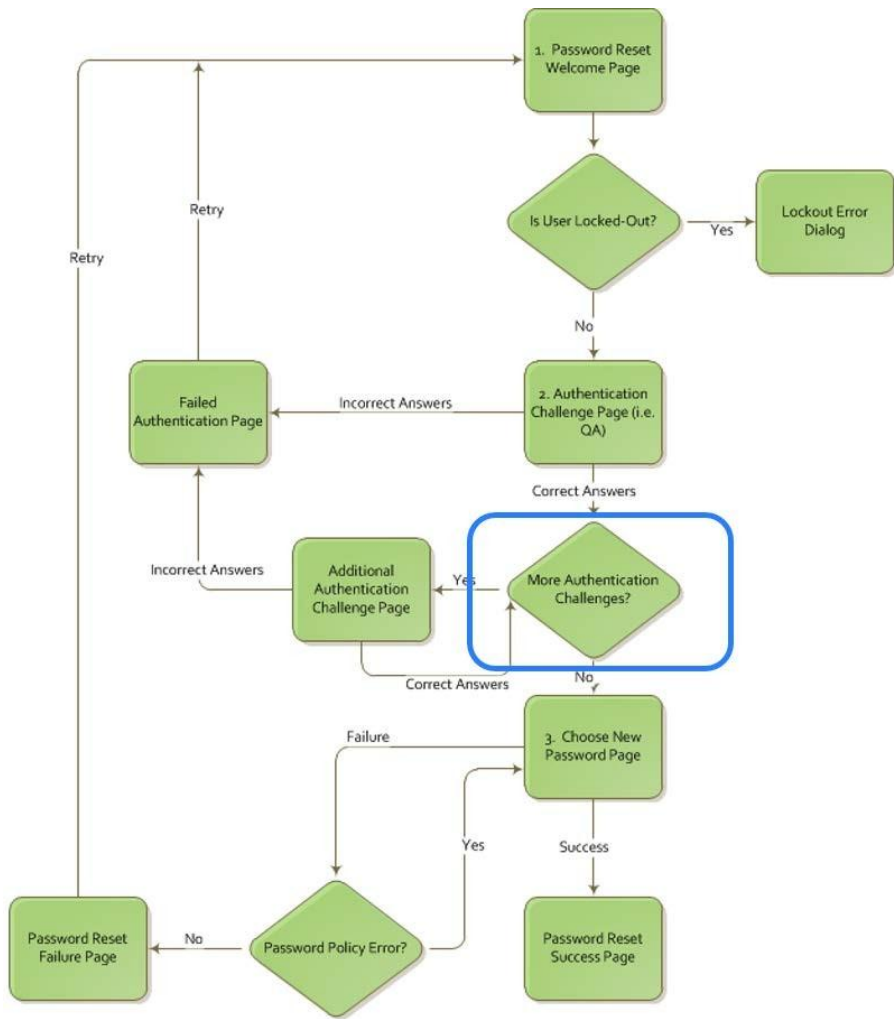 1. Password Reset
Welcome Page
Is User Locked-Out?
Yes
Lockout Error
Dialog
Retry
Retry
No
Failed
Authentication Page
Incorrect Answers
2. Authentication
Challenge Page (i.e.
QA)
Correct Answers
Incorrect Answers
Additional
Authentication
Challenge Page
Yes
More Authentication
Challenges?
Correct Answers
No
Failure
3. Choose New
Password Page
Yes
Success
Password Reset
Failure Page
No
Password Policy Error?
Password Reset
Success Page